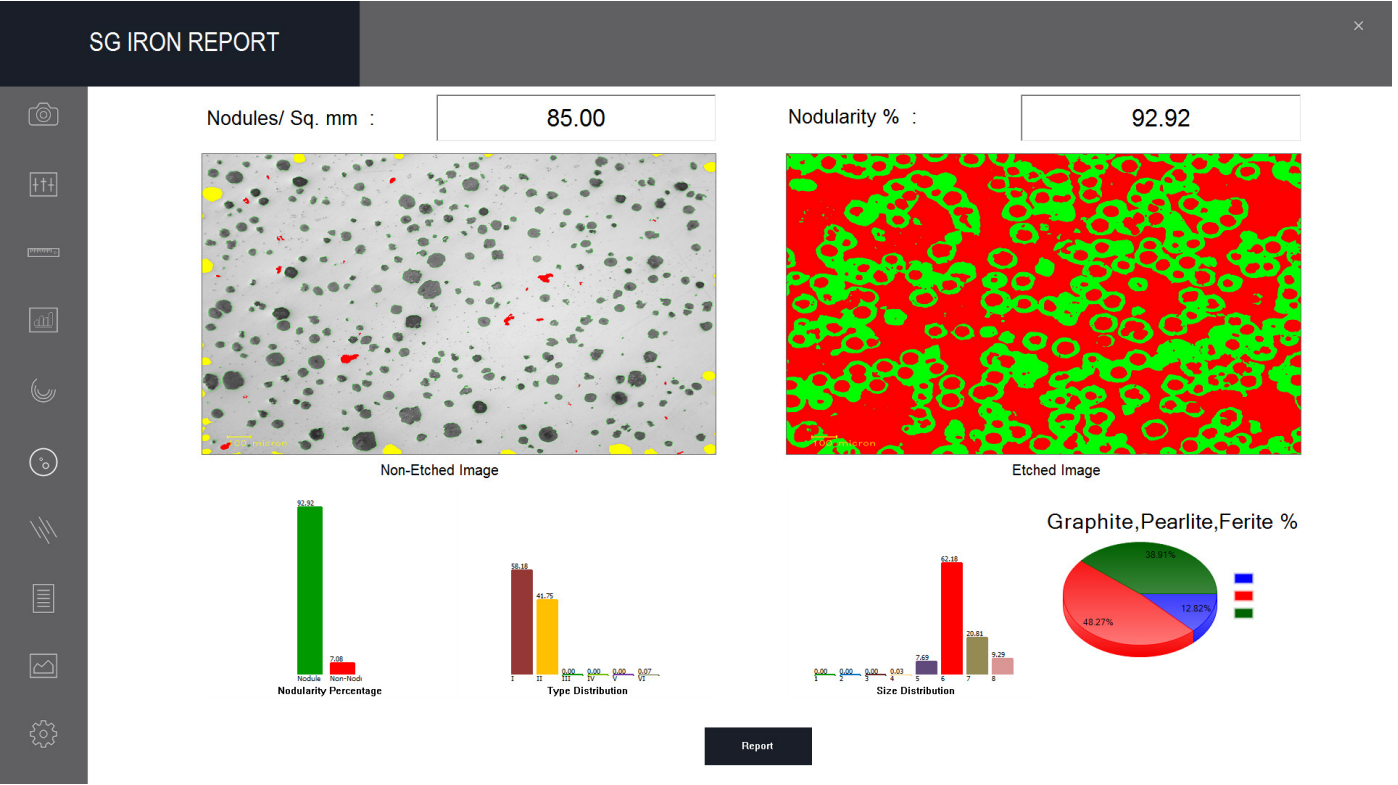 SG IRON REPORT
×
Nodules/ Sq. mm :
85.00
Nodularity % :
92.92
100 micron
100 micron
Non-Etched Image
Etched Image
92.92
7.08
Nodule Non-Nodi
Nodularity Percentage
58.18
41.75
0.00 0.00 0.00 0.07
I II III IV V VI
Type Distribution
0.00 0.00 0.00 0.03 7.69 62.18 20.81 9.29
1 2 3 4 5 6 7 8
Size Distribution
Graphite,Pearlite,Ferite %
38.91%
12.82%
48.27%
Report